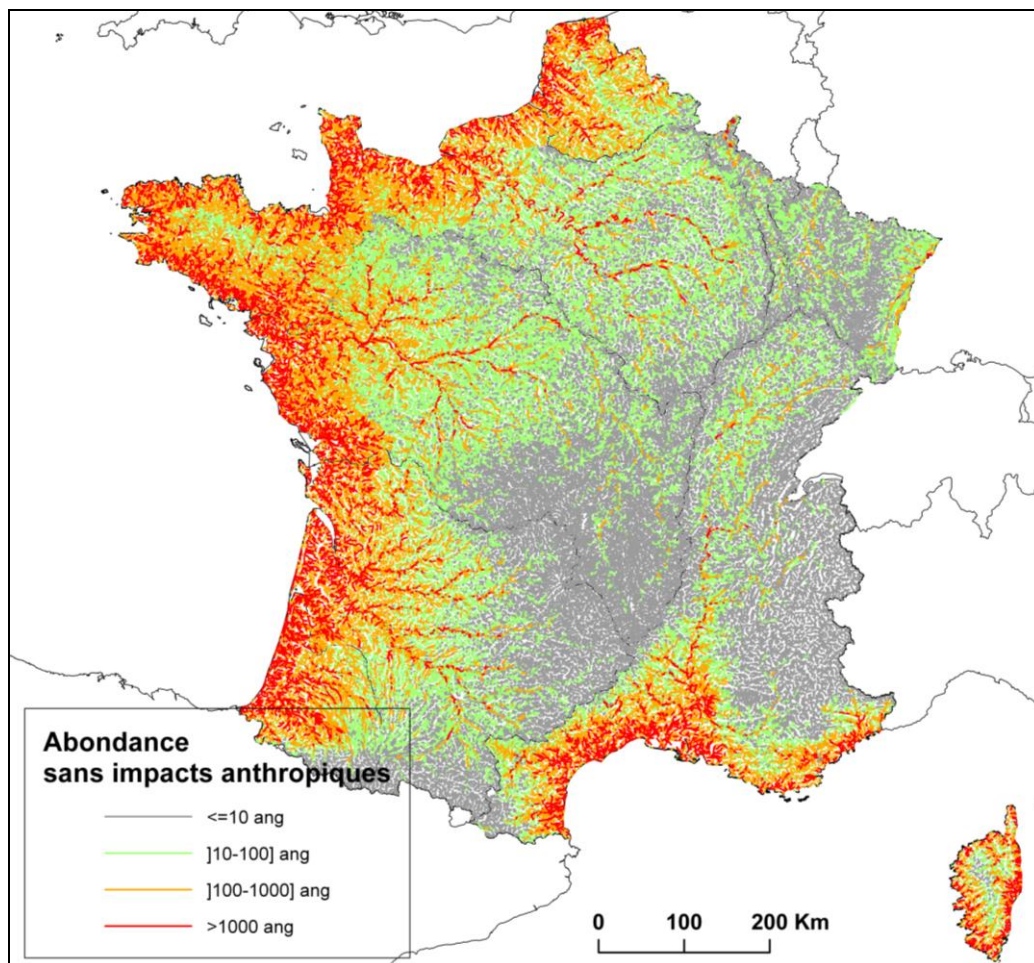 Abondance
sans impacts anthropiques
<=10 ang
]10-100] ang
]100-1000] ang
>1000 ang
0 100 200 Km